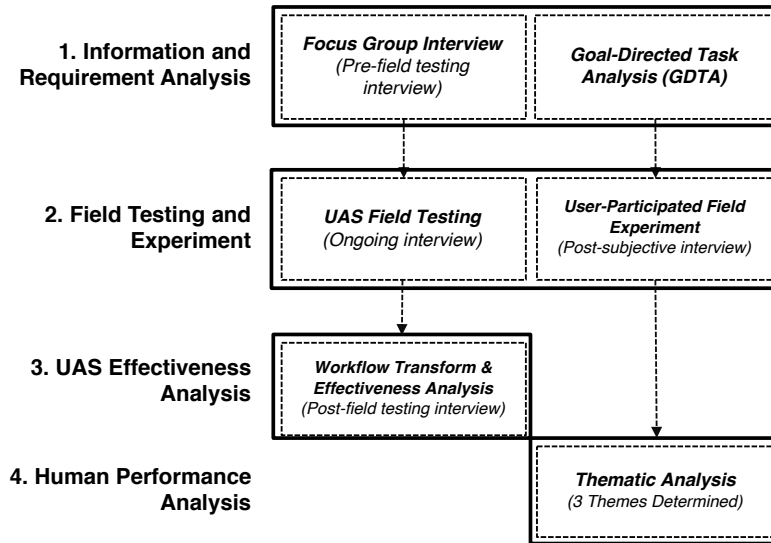 1. Information and
Requirement Analysis
Focus Group Interview
(Pre-field testing
interview)
Goal-Directed Task
Analysis (GDTA)
2. Field Testing and
Experiment
UAS Field Testing
(Ongoing interview)
User-Participated Field
Experiment
(Post-subjective interview)
3. UAS Effectiveness
Analysis
Workflow Transform &
Effectiveness Analysis
(Post-field testing interview)
4. Human Performance
Analysis
Thematic Analysis
(3 Themes Determined)